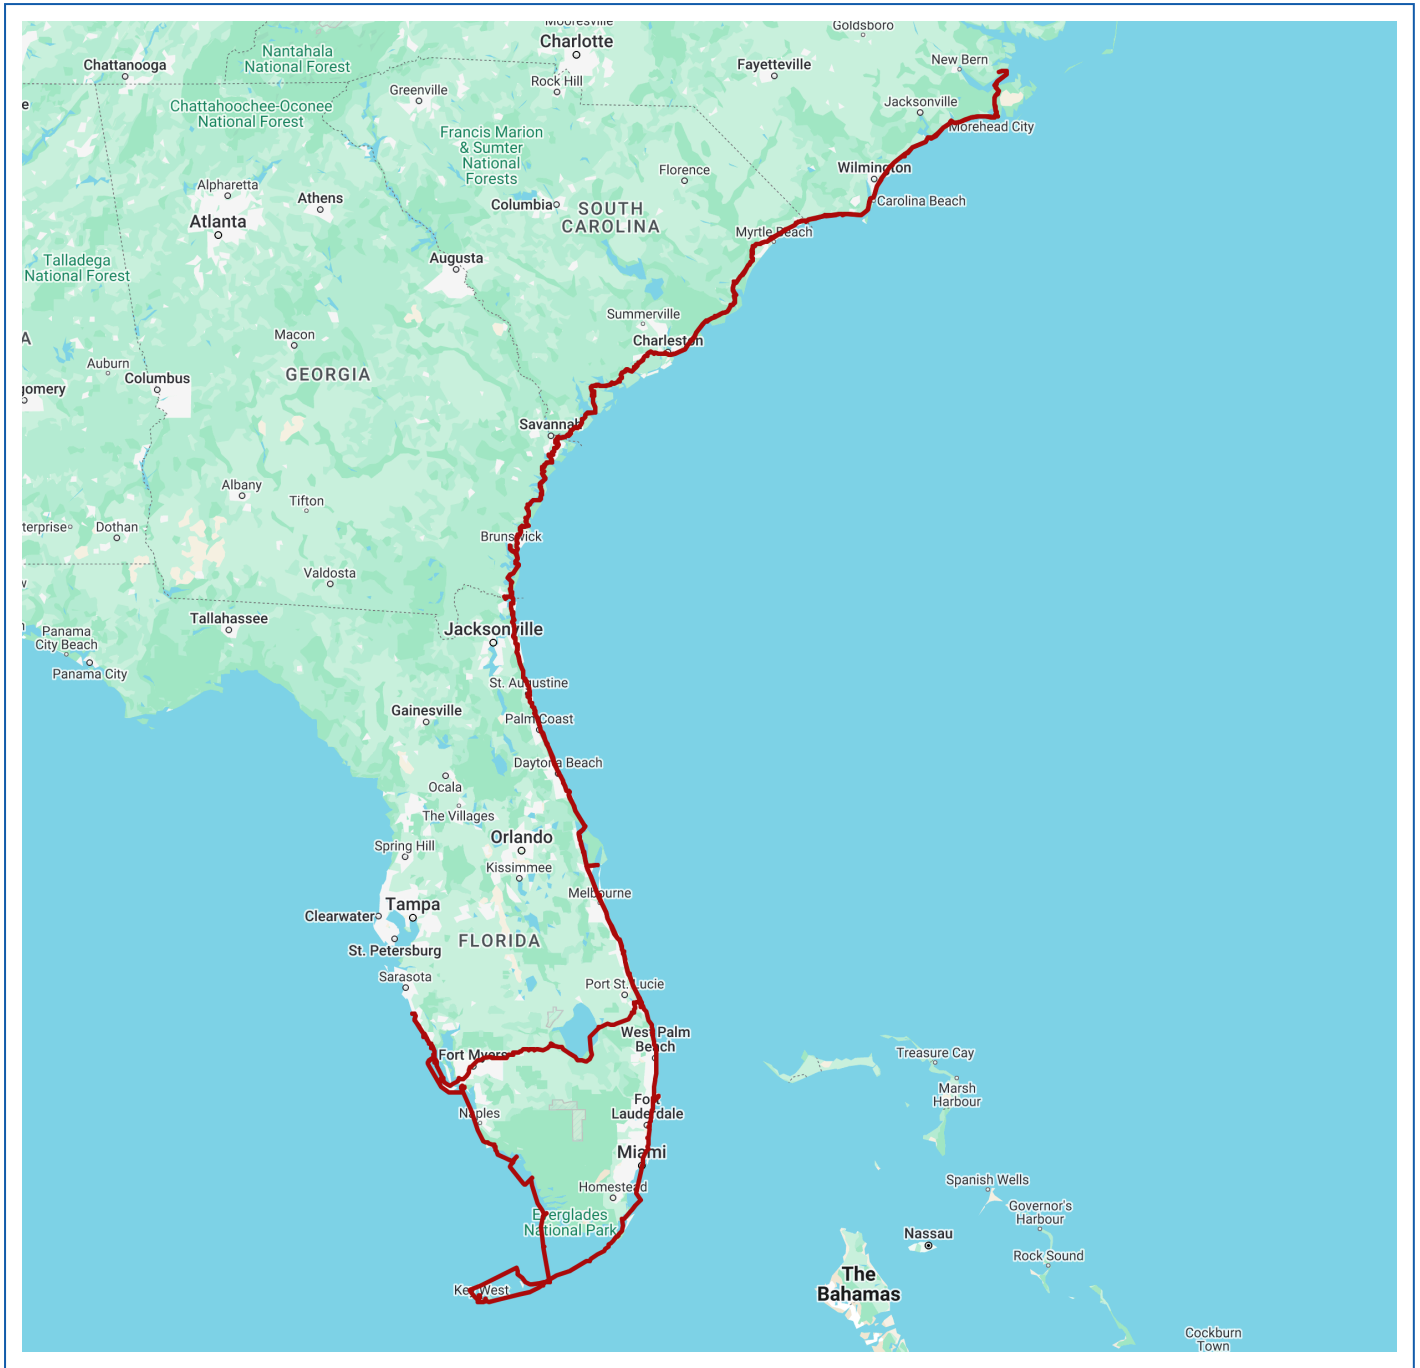 Mooresville
Charlotte
Goldsboro
Nantahala
National Forest
Chattanooga
Fayetteville
New Bern
Rock Hill
Greenville
Chattahoochee-Oconee
National Forest
Jacksonville
Francis Marion
& Sumter
National
Forests
Morehead City
Wilmington
Florence
Alpharetta
Athens
Columbia
SOUTH
CAROLINA
Carolina Beach
Atlanta
Myrtle Beach
Talladega
National Forest
Augusta
Summerville
Macon
A
Charleston
Auburn
Columbus
GEORGIA
gomery
Savannah
Albany
Tifton
terprise
Dothan
Brunswick
Valdosta
Tallahassee
Jacksonville
Panama
City Beach
Panama City
St. Augustine
Gainesville
Palm Coast
Daytona Beach
Ocala
The Villages
Orlando
Spring Hill
Kissimmee
Melbourne
Tampa
Clearwater
FLORIDA
St. Petersburg
Sarasota
Port St. Lucie
West Palm
Beach
Fort Myers
Treasure Cay
Marsh
Harbour
Fort
Lauderdale
Naples
Miami
Homestead
Spanish Wells
Everglades
National Park
Governor's
Harbour
Nassau
Rock Sound
The
Bahamas
Key West
Cockburn
Town